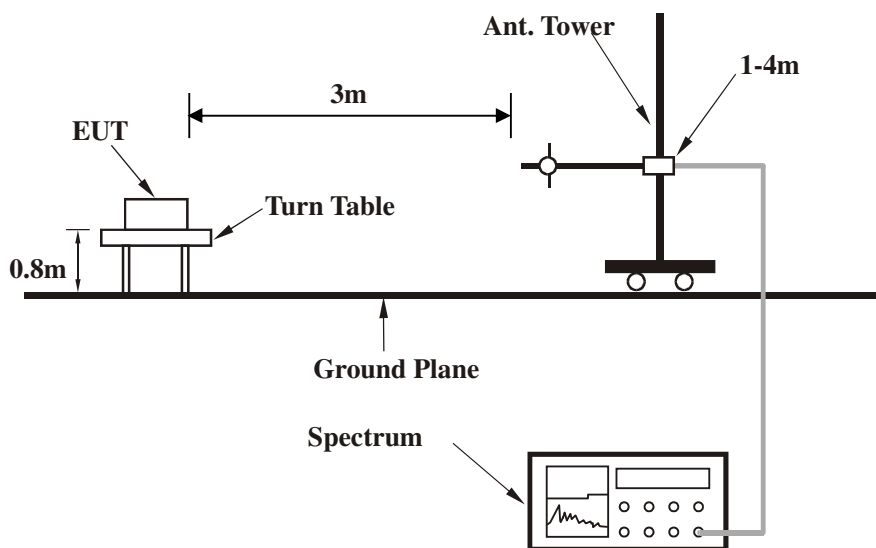 Ant. Tower
1-4m
3m
EUT
Turn Table
0.8m
Ground Plane
Spectrum